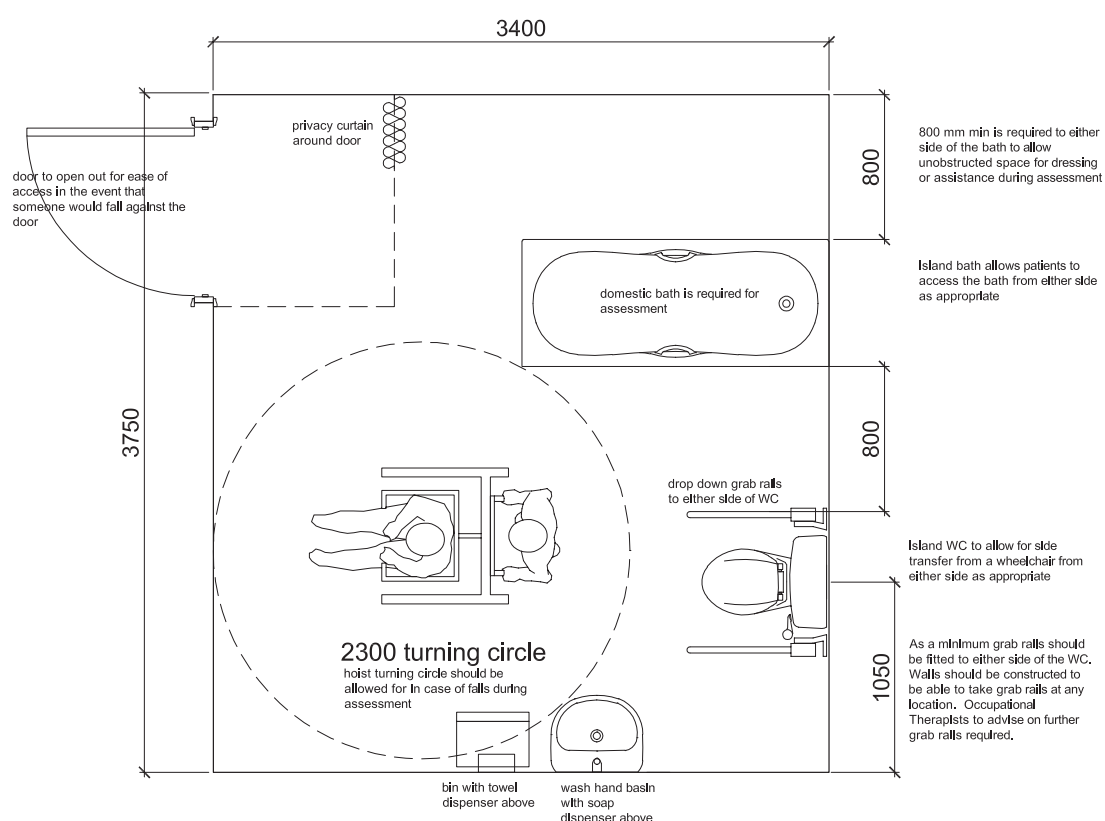 3400
privacy curtain
around door
800 mm min is required to either
side of the bath to allow
unobstructed space for dressing
or assistance during assessment
800
door to open out for ease of
access in the event that
someone would fall against the
door
Island bath allows patients to
access the bath from either side
as appropriate
domestic bath is required for
assessment
3750
800
drop down grab rails
to either side of WC
Island WC to allow for side
transfer from a wheelchair from
either side as appropriate
2300 turning circle
hoist turning circle should be
allowed for in case of falls during
assessment
1050
As a minimum grab rails should
be fitted to either side of the WC.
Walls should be constructed to
be able to take grab rails at any
location. Occupational
Therapists to advise on further
grab rails required.
bin with towel
dispenser above
wash hand basin
with soap
dispenser above